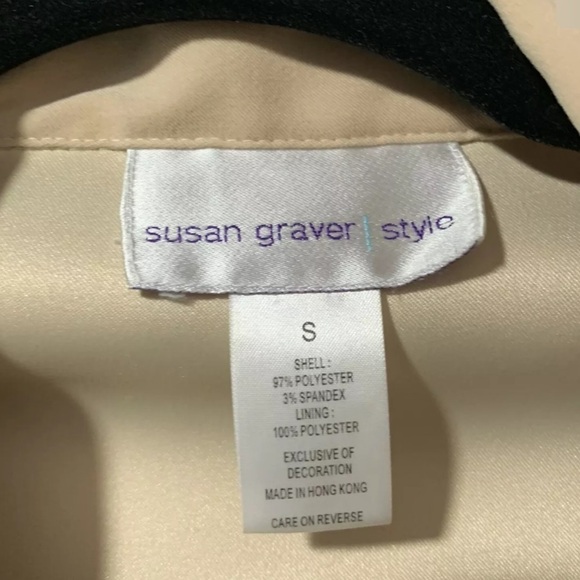 susan graver | style
S
SHELL :
97% POLYESTER
3% SPANDEX
LINING :
100% POLYESTER
EXCLUSIVE OF
DECORATION
MADE IN HONG KONG
CARE ON REVERSE